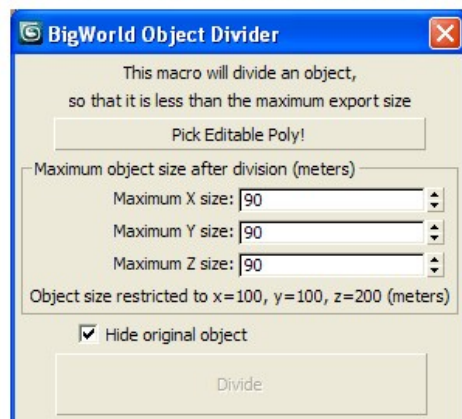 BigWorld Object Divider
This macro will divide an object,
so that it is less than the maximum export size
Pick Editable Poly!
Maximum object size after division (meters)
Maximum X size: 90
Maximum Y size: 90
Maximum Z size: 90
Object size restricted to x=100, y=100, z=200 (meters)
Hide original object
Divide